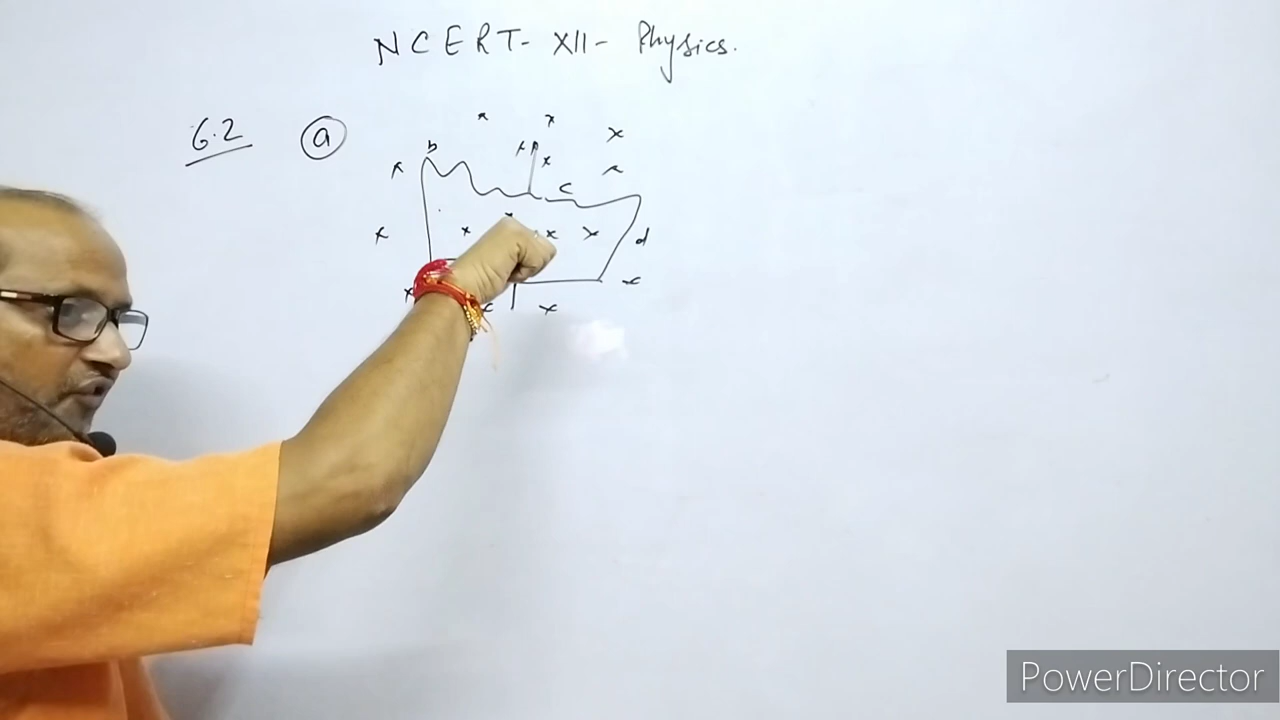 NCERT- XII- Physics.
6.2 a
b
C
d
PowerDirector